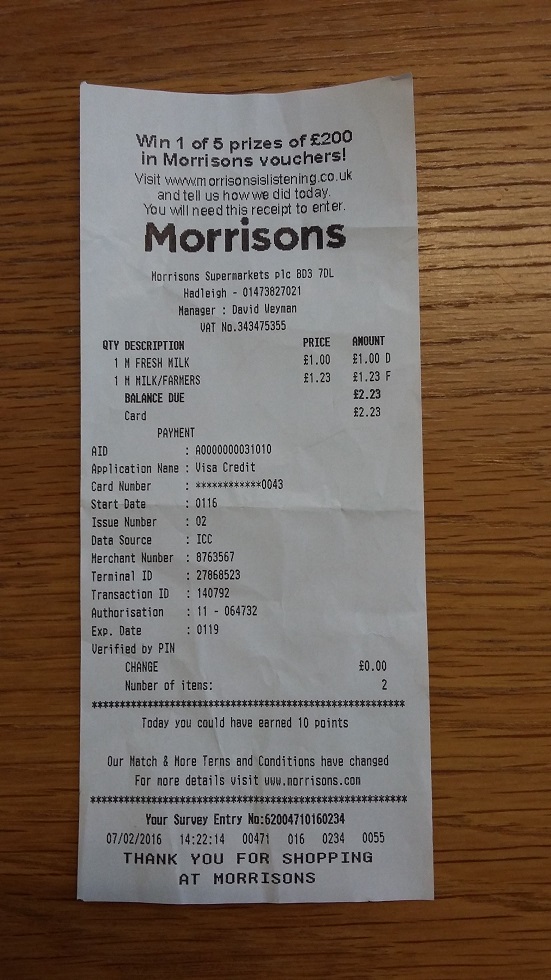 Win 1 of 5 prizes of £200
in Morrisons vouchers!
Visit www.morrisonsislistening.co.uk
and tell us how we did today.
You will need this receipt to enter.
Morrisons
Morrisons Supermarkets plc BD3 7DL
Hadleigh - 01473827021
Manager : David Weyman
VAT No.343475355
QTY DESCRIPTION PRICE AMOUNT
1 M FRESH MILK £1.00 £1.00 D
1 M MILK/FARMERS £1.23 £1.23 F
BALANCE DUE £2.23
Card £2.23
PAYMENT
AID : A0000000031010
Application Name : Visa Credit
Card Number : ************0043
Start Date : 0116
Issue Number : 02
Data Source : ICC
Merchant Number : 8763567
Terminal ID : 27868523
Transaction ID : 140792
Authorisation : 11 - 064732
Exp. Date : 0119
Verified by PIN
CHANGE £0.00
Number of items: 2
******************************************************
Today you could have earned 10 points
Our Match & More Terms and Conditions have changed
For more details visit www.morrisons.com
******************************************************
Your Survey Entry No:62004710160234
07/02/2016 14:22:14 00471 016 0234 0055
THANK YOU FOR SHOPPING
AT MORRISONS